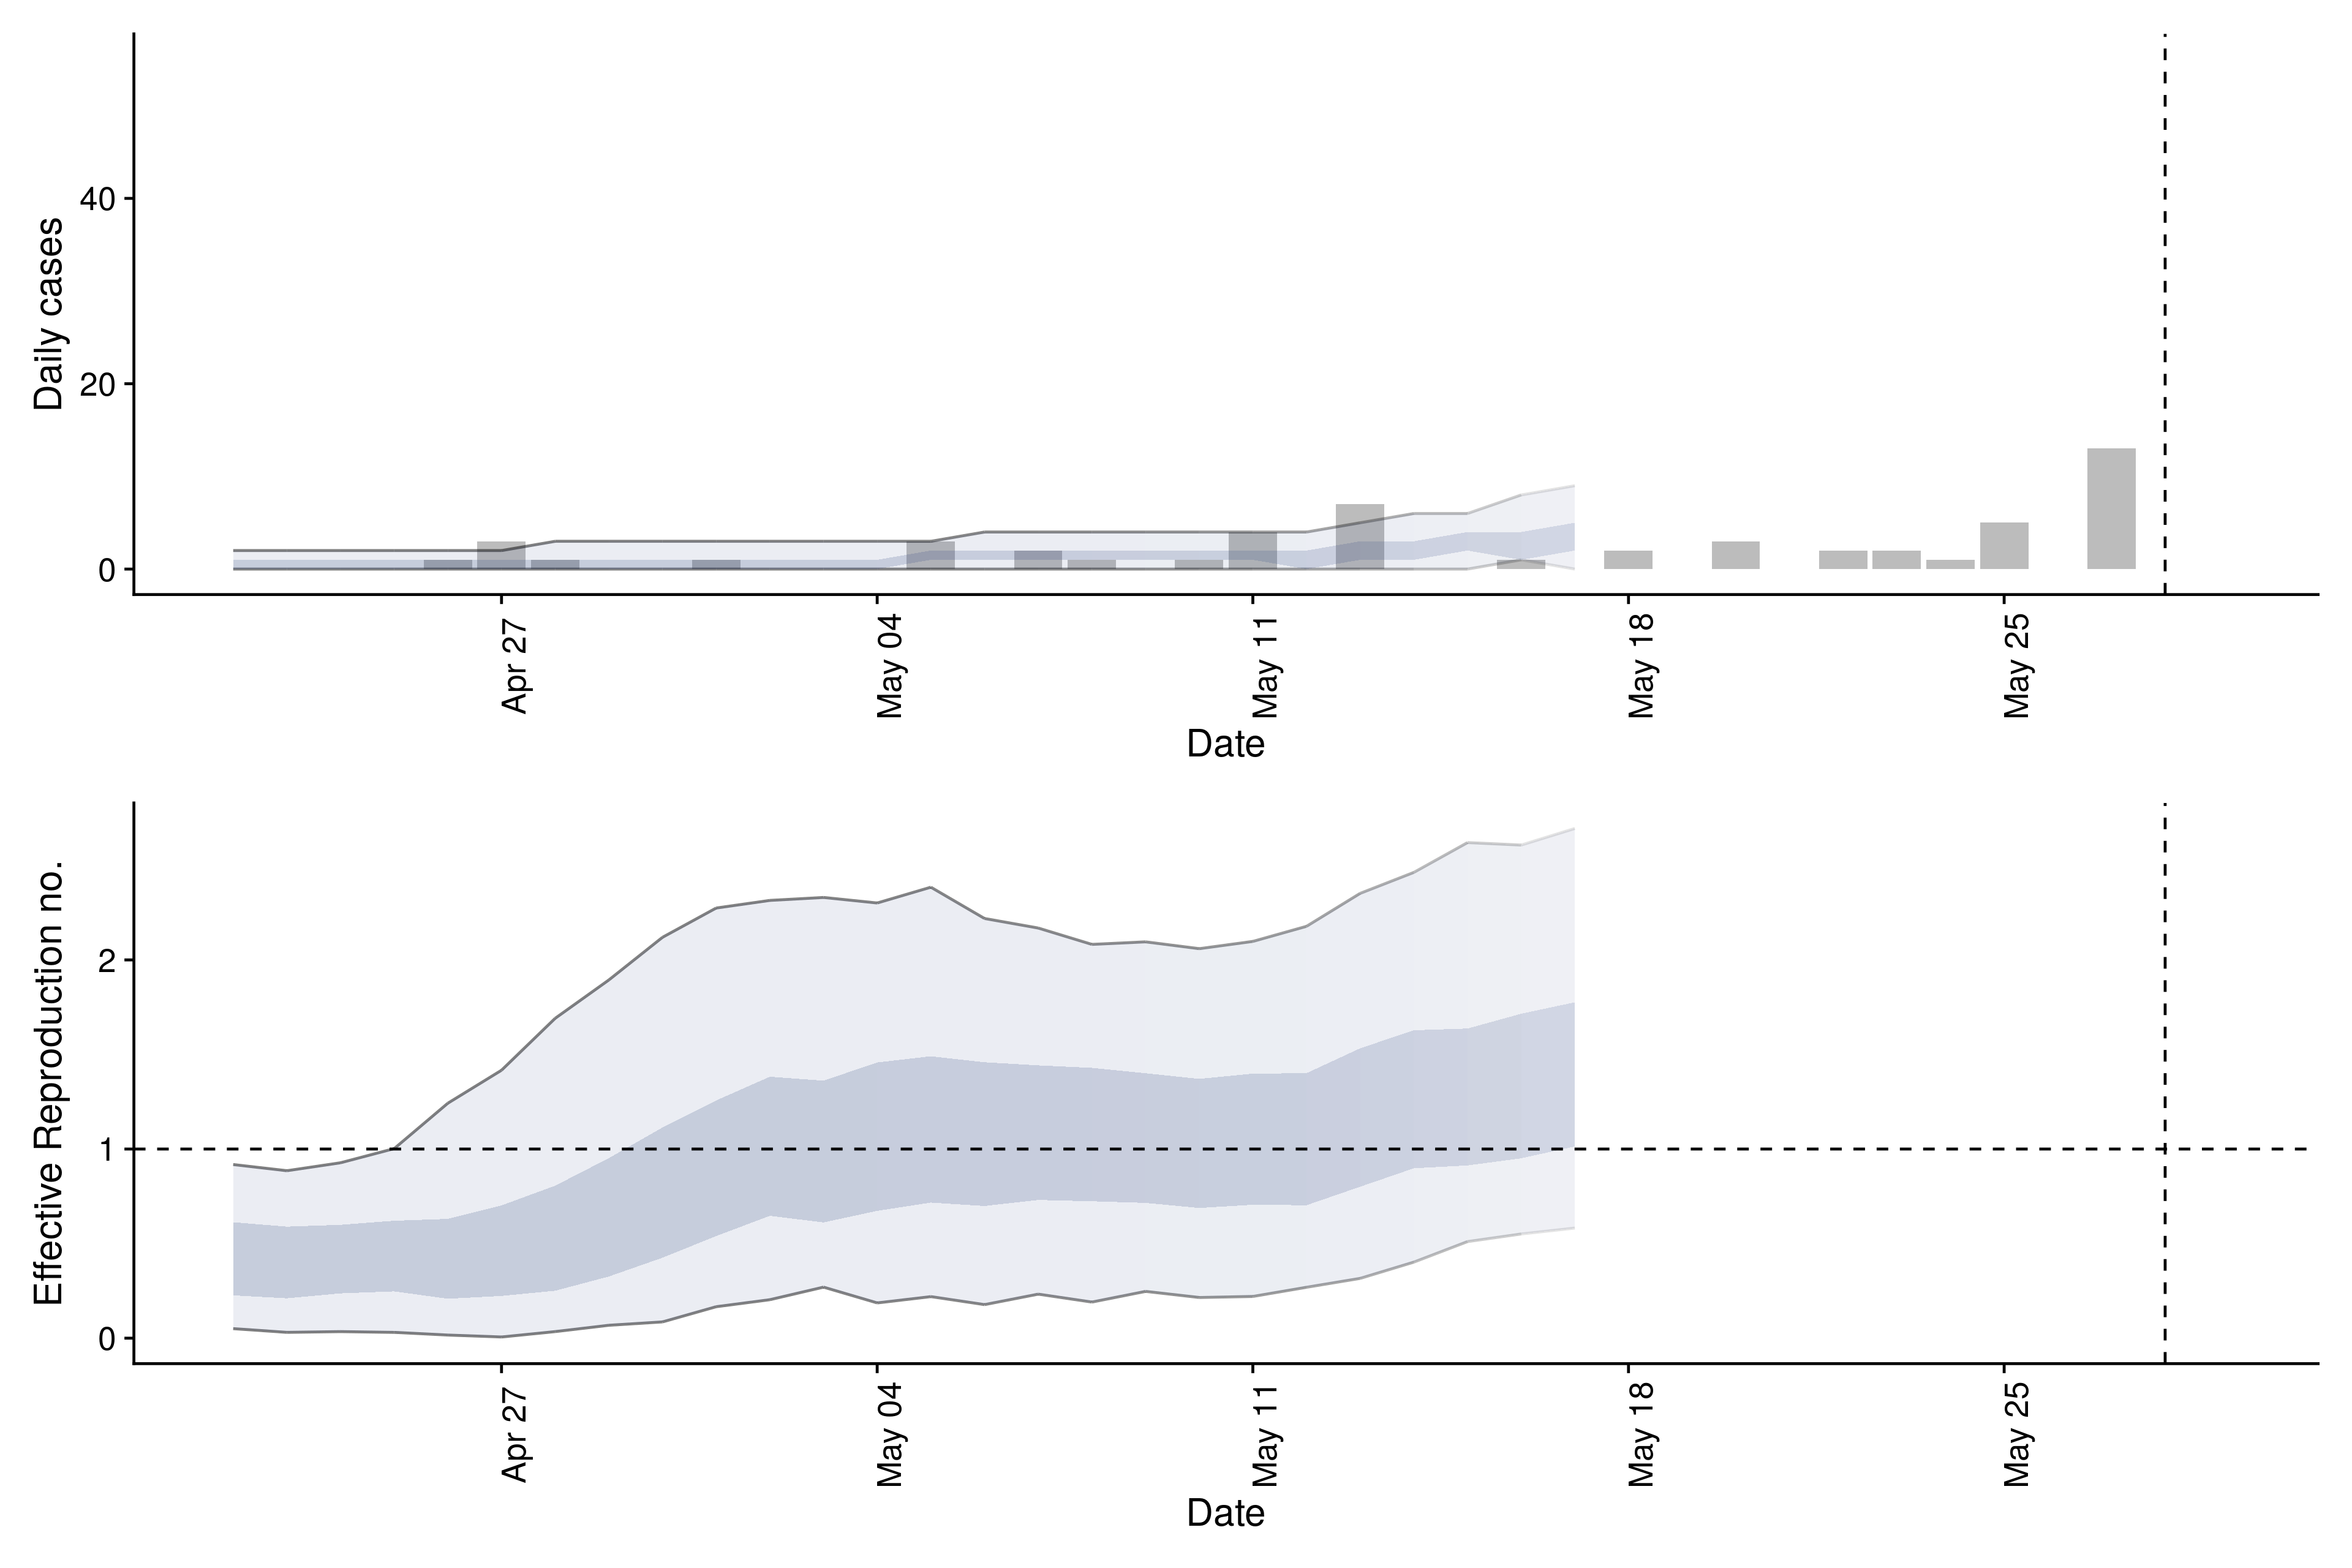 Daily cases
40
20
0
Apr 27
May 04
May 11
May 18
May 25
Date
Effective Reproduction no.
2
1
0
Apr 27
May 04
May 11
May 18
May 25
Date